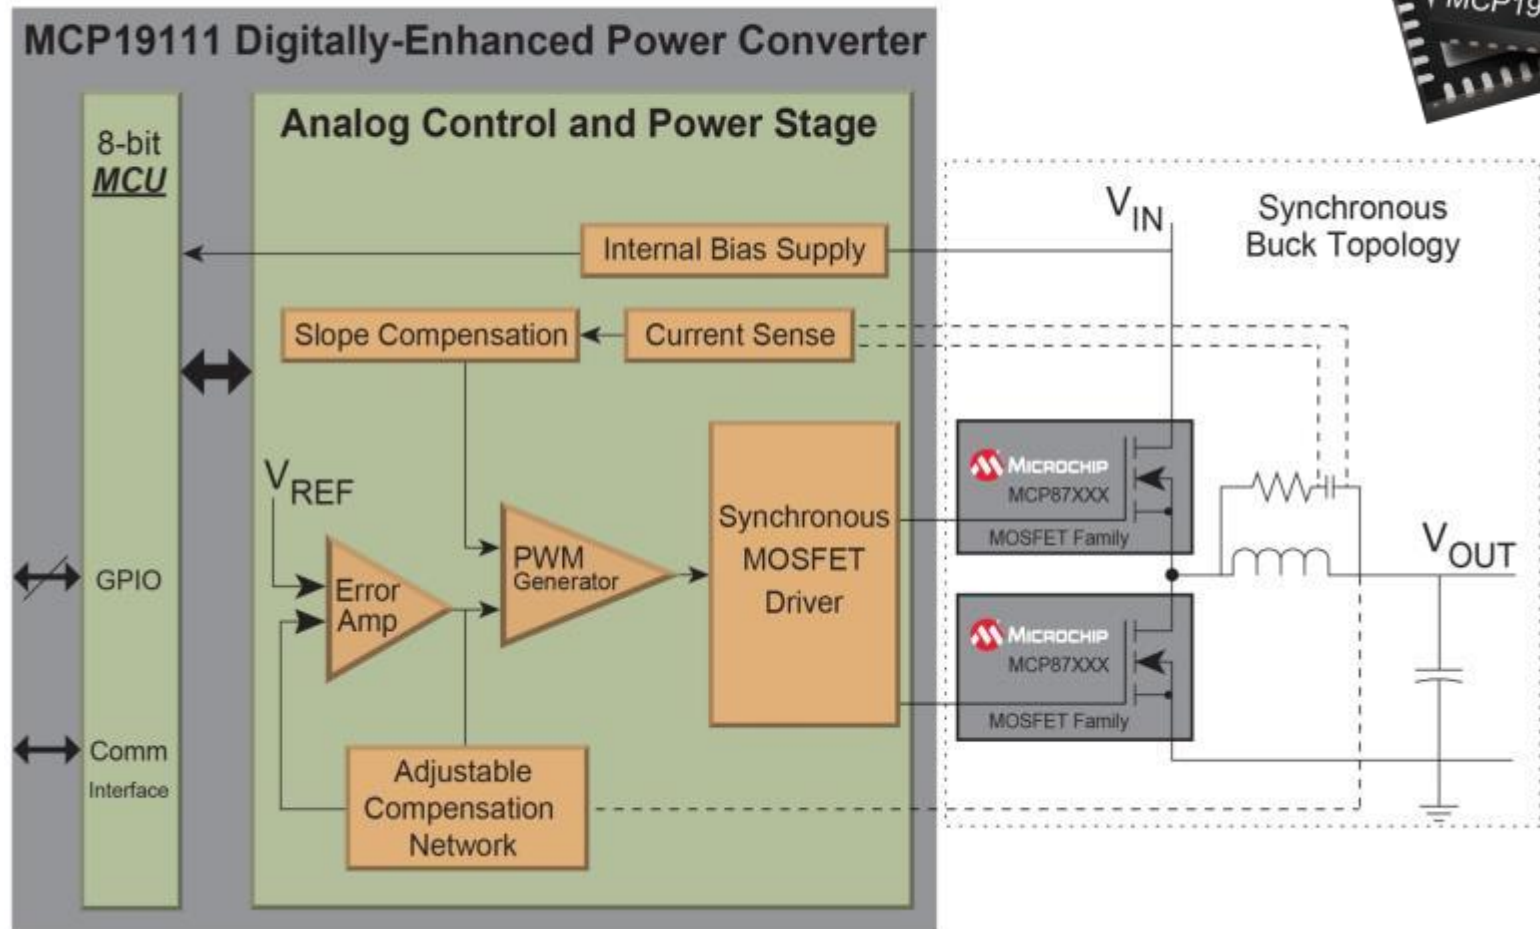 MCP19111 Digitally-Enhanced Power Converter
MCP19
8-bit
MCU
Analog Control and Power Stage
VIN
Synchronous
Buck Topology
Internal Bias Supply
Slope Compensation
Current Sense
VREF
MICROCHIP
MCP87XXX
MOSFET Family
Synchronous
MOSFET
Driver
PWM
Generator
VOUT
GPIO
Error
Amp
MICROCHIP
MCP87XXX
MOSFET Family
Comm
Interface
Adjustable
Compensation
Network